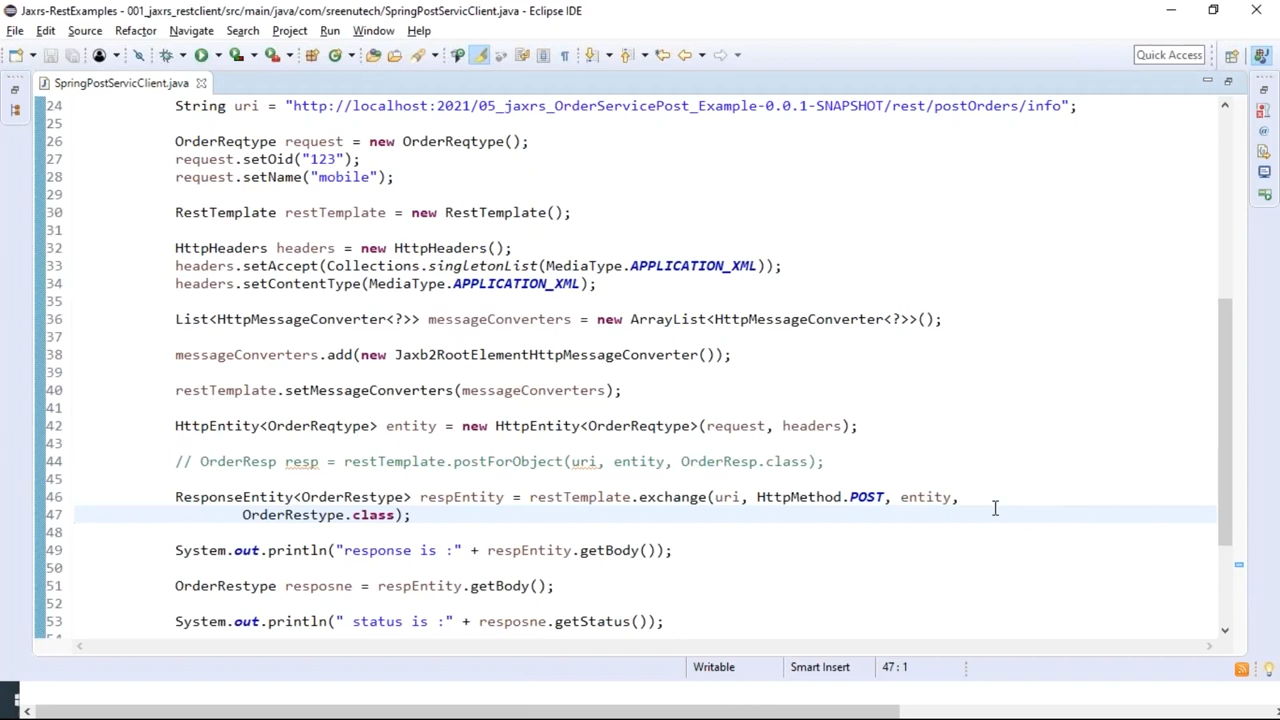 Jaxrs-RestExamples - 001_jaxrs_restclient/src/main/java/com/sreenutech/SpringPostServicClient.java - Eclipse IDE
File Edit Source Refactor Navigate Search Project Run Window Help
Quick Access
SpringPostServicClient.java
24 String uri = "http://localhost:2021/05_jaxrs_OrderServicePost_Example-0.0.1-SNAPSHOT/rest/postOrders/info";
25
26 OrderReqtype request = new OrderReqtype();
27 request.setOid("123");
28 request.setName("mobile");
29
30 RestTemplate restTemplate = new RestTemplate();
31
32 HttpHeaders headers = new HttpHeaders();
33 headers.setAccept(Collections.singletonList(MediaType.APPLICATION_XML));
34 headers.setContentType(MediaType.APPLICATION_XML);
35
36 List<HttpMessageConverter<?>> messageConverters = new ArrayList<HttpMessageConverter<?>>();
37
38 messageConverters.add(new Jaxb2RootElementHttpMessageConverter());
39
40 restTemplate.setMessageConverters(messageConverters);
41
42 HttpEntity<OrderReqtype> entity = new HttpEntity<OrderReqtype>(request, headers);
43
44 // OrderResp resp = restTemplate.postForObject(uri, entity, OrderResp.class);
45
46 ResponseEntity<OrderRestype> respEntity = restTemplate.exchange(uri, HttpMethod.POST, entity,
47 OrderRestype.class);
48
49 System.out.println("response is :" + respEntity.getBody());
50
51 OrderRestype resposne = respEntity.getBody();
52
53 System.out.println(" status is :" + resposne.getStatus());
Writable Smart Insert 47 : 1